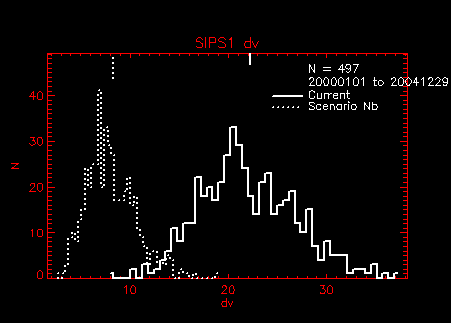 SIPS1 dv
N = 497
20000101 to 20041229
Current
Scenario Nb
N
40
30
20
10
0
10 20 30
dv